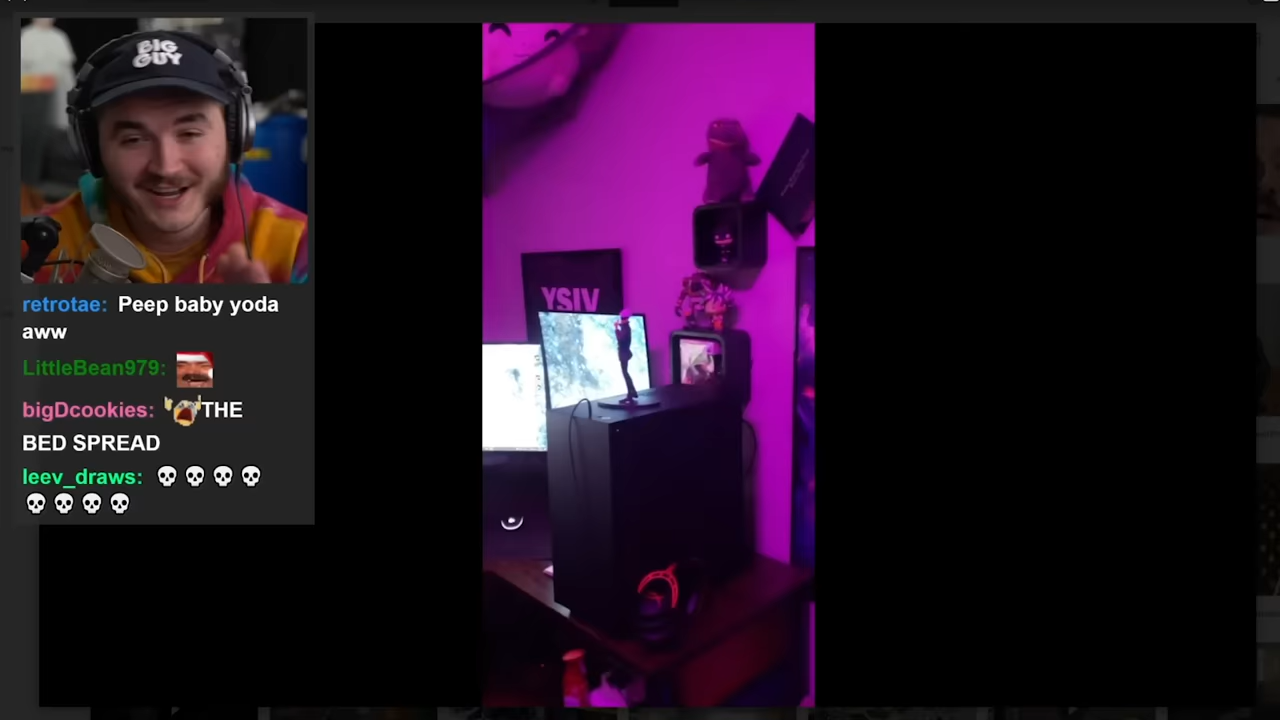 BIG
GUY
retrotae: Peep baby yoda
aww
LittleBean979:
bigDcookies: THE
BED SPREAD
leev_draws:
YSIV